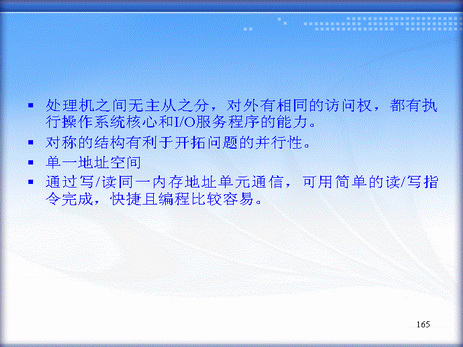 ▪ 处理机之间无主从之分，对外有相同的访问权，都有执
行操作系统核心和I/O服务程序的能力。
▪ 对称的结构有利于开拓问题的并行性。
▪ 单一地址空间
▪ 通过写/读同一内存地址单元通信，可用简单的读/写指
令完成，快捷且编程比较容易。
165